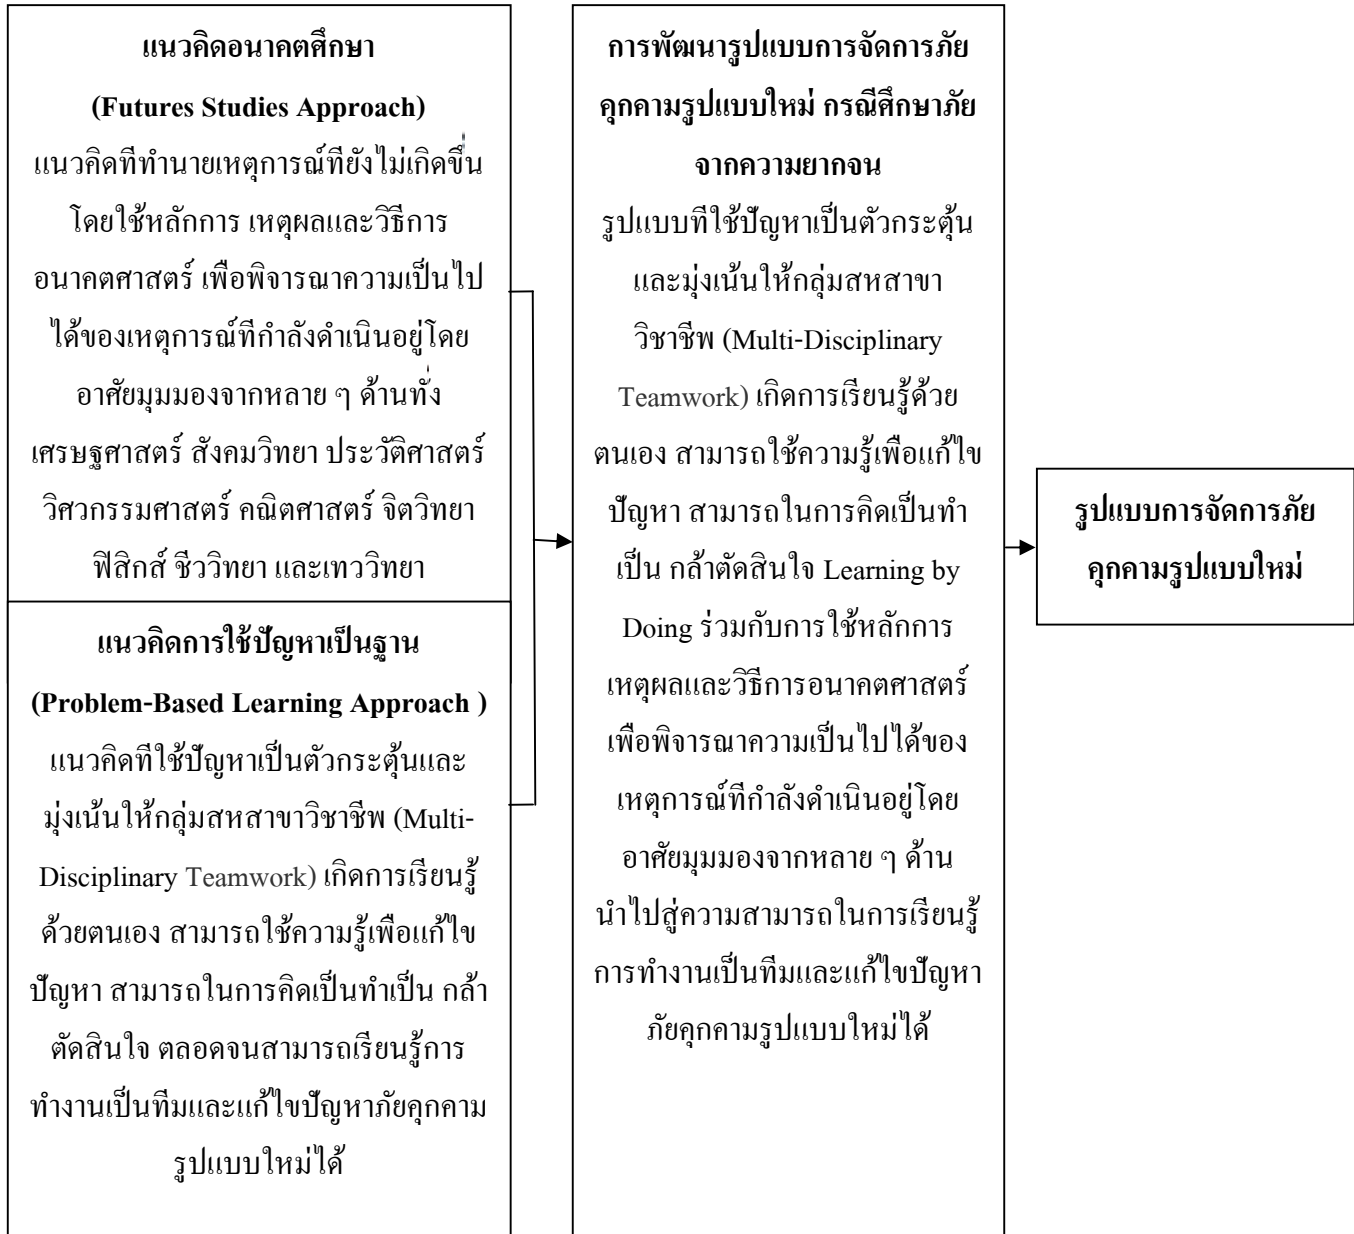 แนวคิดอนาคตศึกษา
(Futures Studies Approach)
แนวคิดที่ทำนายเหตุการณ์ที่ยังไม่เกิดขึ้น
โดยใช้หลักการ เหตุผลและวิธีการ
อนาคตศาสตร์ เพื่อพิจารณาความเป็นไป
ได้ของเหตุการณ์ที่กำลังดำเนินอยู่โดย
อาศัยมุมมองจากหลาย ๆ ด้านทั้ง
เศรษฐศาสตร์ สังคมวิทยา ประวัติศาสตร์
วิศวกรรมศาสตร์ คณิตศาสตร์ จิตวิทยา
ฟิสิกส์ ชีววิทยา และเทววิทยา
แนวคิดการใช้ปัญหาเป็นฐาน
(Problem-Based Learning Approach )
แนวคิดที่ใช้ปัญหาเป็นตัวกระตุ้นและ
มุ่งเน้นให้กลุ่มสหสาขาวิชาชีพ (Multi-
Disciplinary Teamwork) เกิดการเรียนรู้
ด้วยตนเอง สามารถใช้ความรู้เพื่อแก้ไข
ปัญหา สามารถในการคิดเป็นทำเป็น กล้า
ตัดสินใจ ตลอดจนสามารถเรียนรู้การ
ทำงานเป็นทีมและแก้ไขปัญหาภัยคุกคาม
รูปแบบใหม่ได้
การพัฒนารูปแบบการจัดการภัย
คุกคามรูปแบบใหม่ กรณีศึกษาภัย
จากความยากจน
รูปแบบที่ใช้ปัญหาเป็นตัวกระตุ้น
และมุ่งเน้นให้กลุ่มสหสาขา
วิชาชีพ (Multi-Disciplinary
Teamwork) เกิดการเรียนรู้ด้วย
ตนเอง สามารถใช้ความรู้เพื่อแก้ไข
ปัญหา สามารถในการคิดเป็นทำ
เป็น กล้าตัดสินใจ Learning by
Doing ร่วมกับการใช้หลักการ
เหตุผลและวิธีการอนาคตศาสตร์
เพื่อพิจารณาความเป็นไปได้ของ
เหตุการณ์ที่กำลังดำเนินอยู่โดย
อาศัยมุมมองจากหลาย ๆ ด้าน
นำไปสู่ความสามารถในการเรียนรู้
การทำงานเป็นทีมและแก้ไขปัญหา
ภัยคุกคามรูปแบบใหม่ได้
รูปแบบการจัดการภัย
คุกคามรูปแบบใหม่